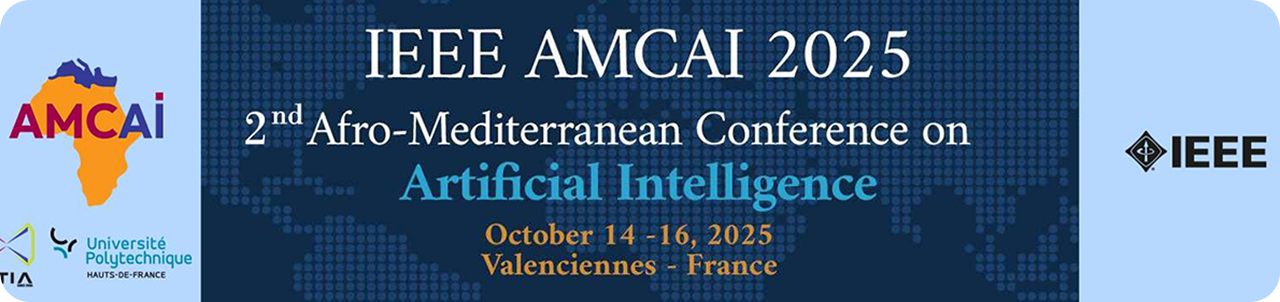 AMCAi
TIA
Université
Polytechnique
HAUTS-DE-FRANCE
IEEE AMCAI 2025
2nd Afro-Mediterranean Conference on
Artificial Intelligence
October 14 -16, 2025
Valenciennes - France
IEEE